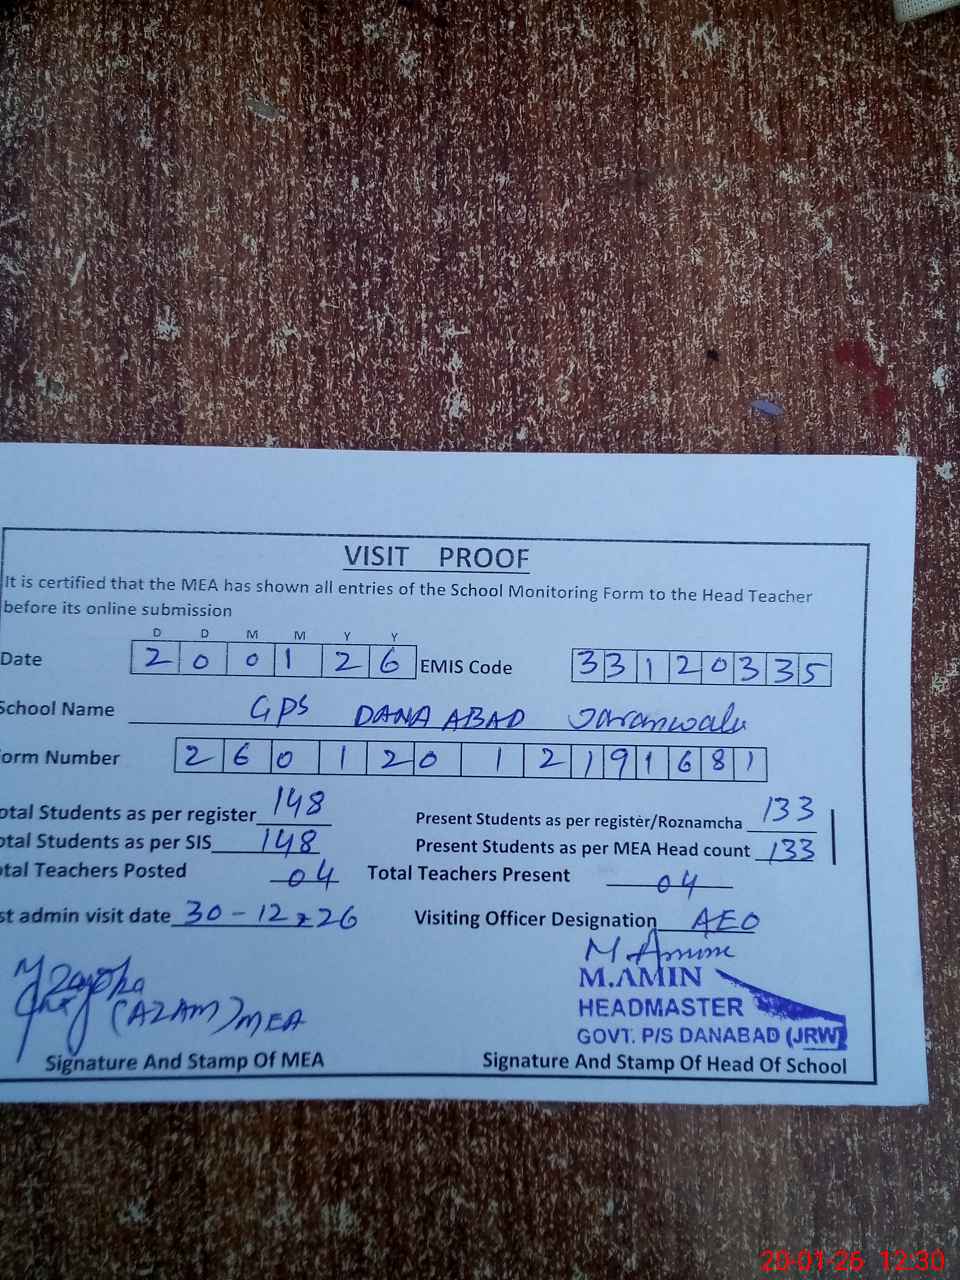 VISIT PROOF
It is certified that the MEA has shown all entries of the School Monitoring Form to the Head Teacher
before its online submission
D D M M Y Y
Date 2 0 0 1 2 6 EMIS Code 3 3 1 2 0 3 3 5
School Name GPS DANA ABAD Jaranwala
orm Number 2 6 0 1 2 0 1 2 1 9 1 6 8 1
otal Students as per register 148 Present Students as per register/Roznamcha 133
otal Students as per SIS 148 Present Students as per MEA Head count 133
otal Teachers Posted 04 Total Teachers Present 04
st admin visit date 30-12-26 Visiting Officer Designation AEO
M Amin
M.AMIN
HEADMASTER
GOVT. P/S DANABAD (JRW)
(AZAM) MEA
Signature And Stamp Of MEA Signature And Stamp Of Head Of School
20-01-26 12:30